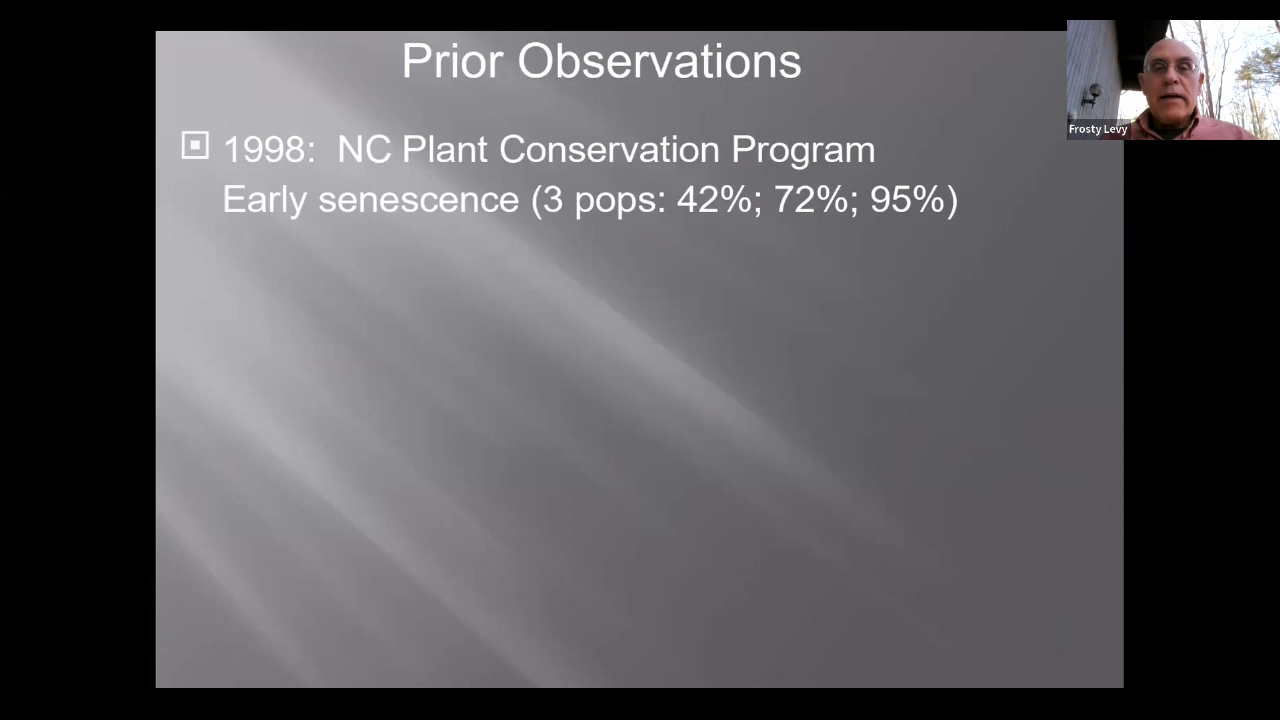 Prior Observations
1998: NC Plant Conservation Program
Early senescence (3 pops: 42%; 72%; 95%)
Frosty Levy